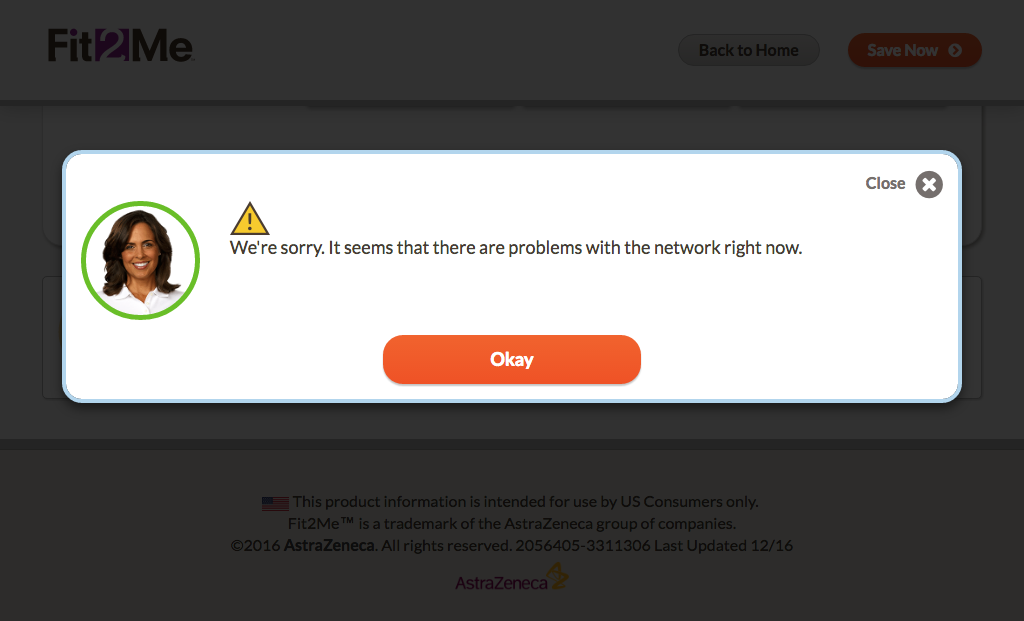 Fit2Me
Back to Home
Save Now
Close
We're sorry. It seems that there are problems with the network right now.
Okay
This product information is intended for use by US Consumers only.
Fit2Me™ is a trademark of the AstraZeneca group of companies.
©2016 AstraZeneca. All rights reserved. 2056405-3311306 Last Updated 12/16
AstraZeneca